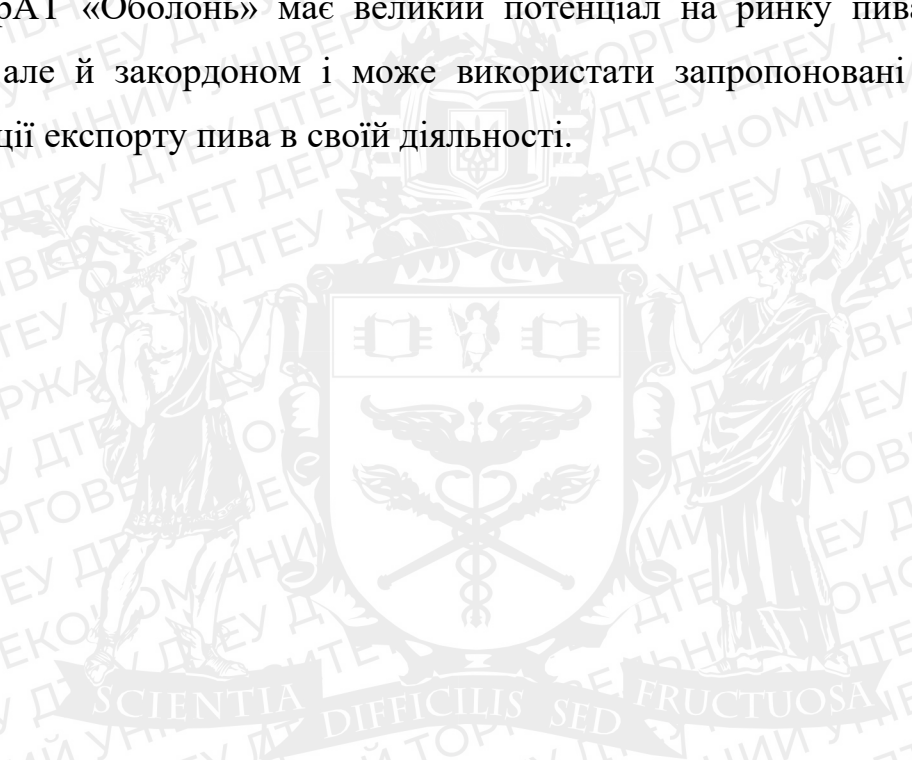 рАТ «Оболонь» має великий потенціал на ринку пива
але й закордоном і може використати запропоновані
ції експорту пива в своїй діяльності.
SCIENTIA DIFFICILIS SED FRUCTUOSA